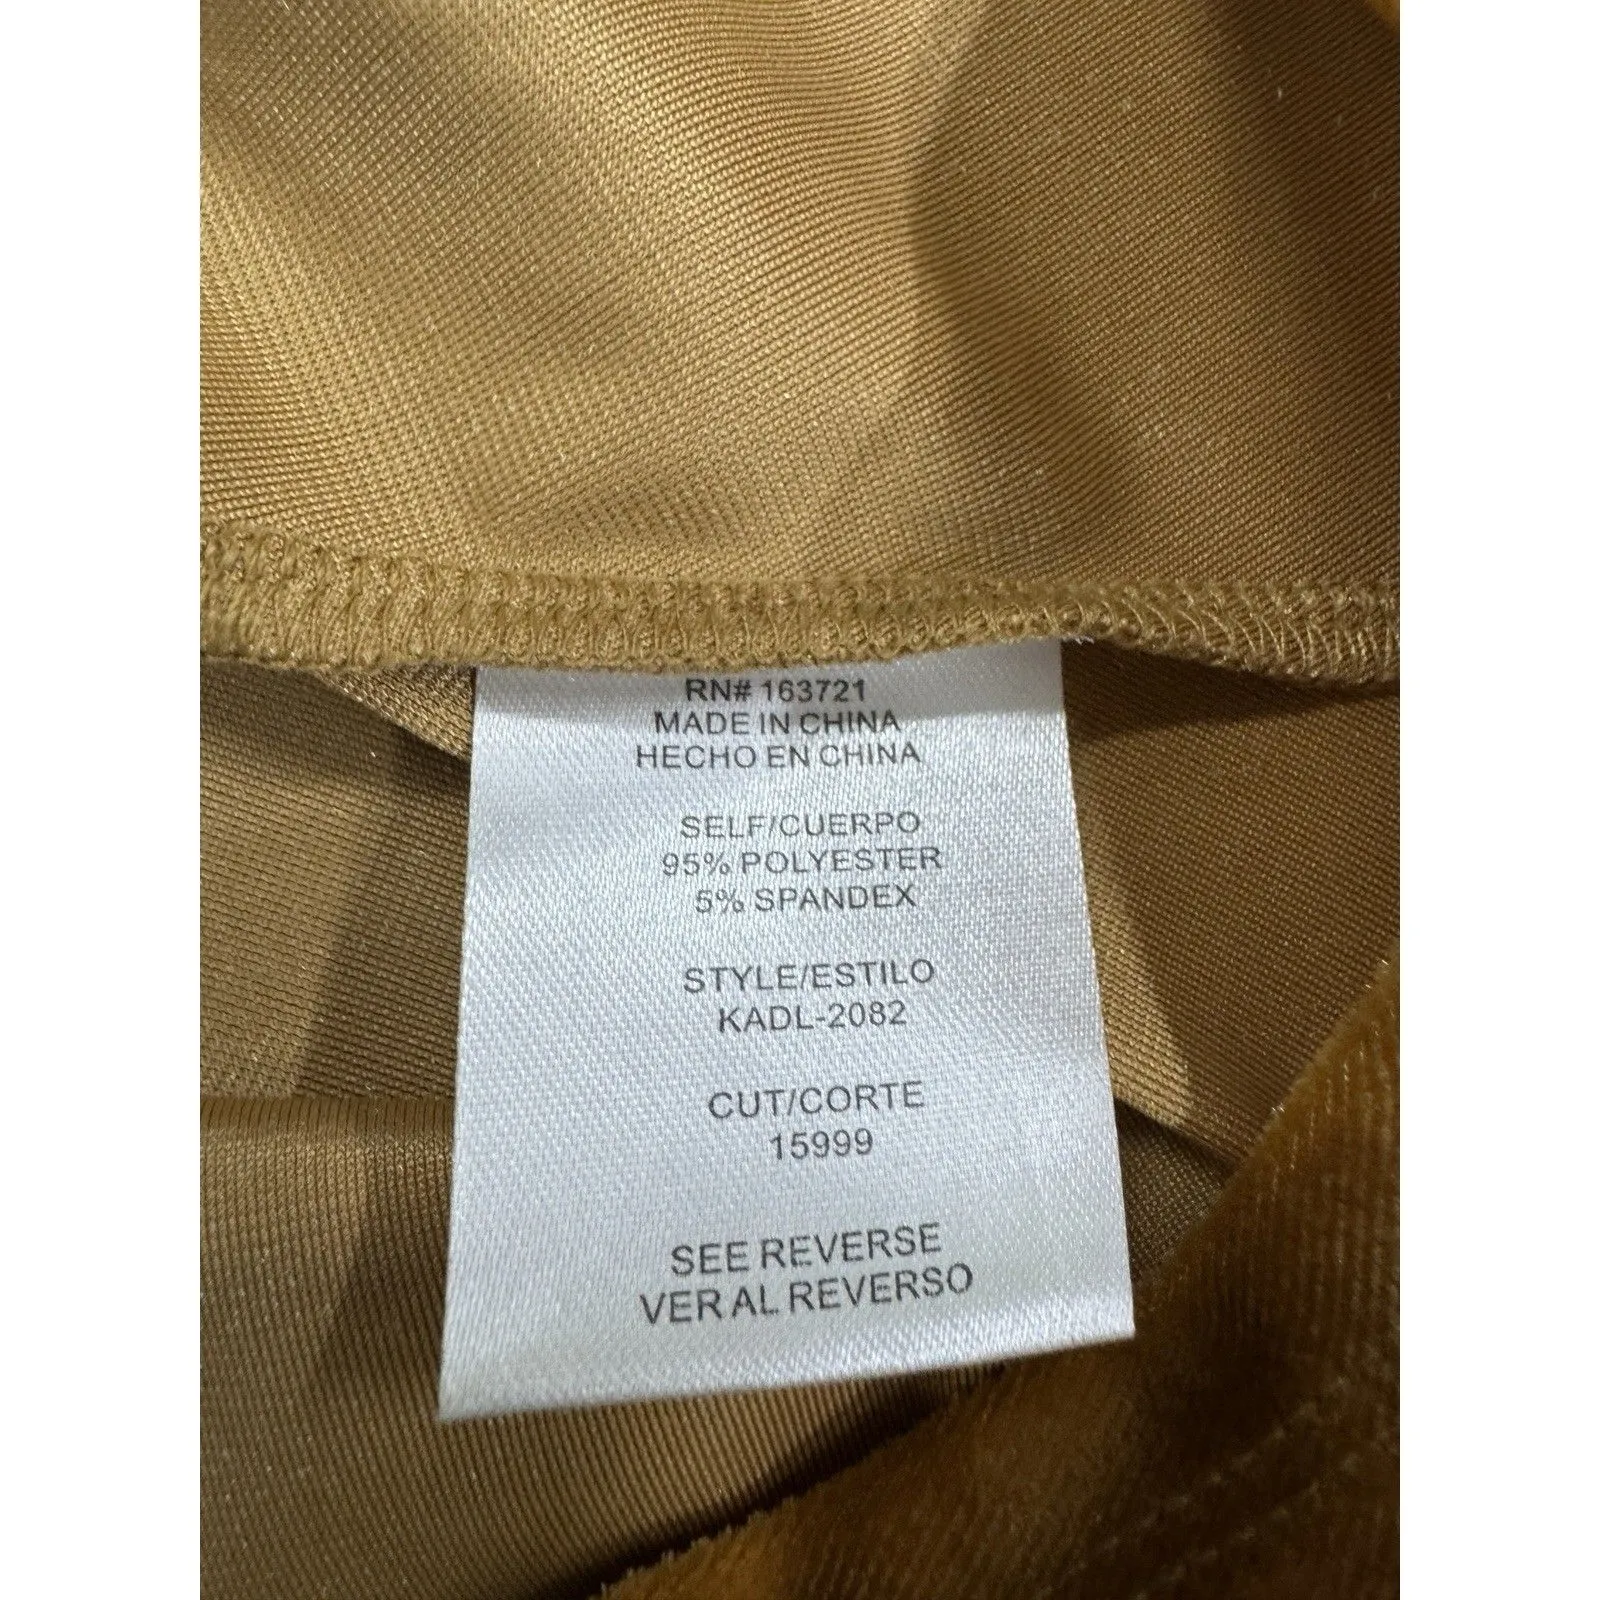 RN# 163721
MADE IN CHINA
HECHO EN CHINA
SELF/CUERPO
95% POLYESTER
5% SPANDEX
STYLE/ESTILO
KADL-2082
CUT/CORTE
15999
SEE REVERSE
VER AL REVERSO